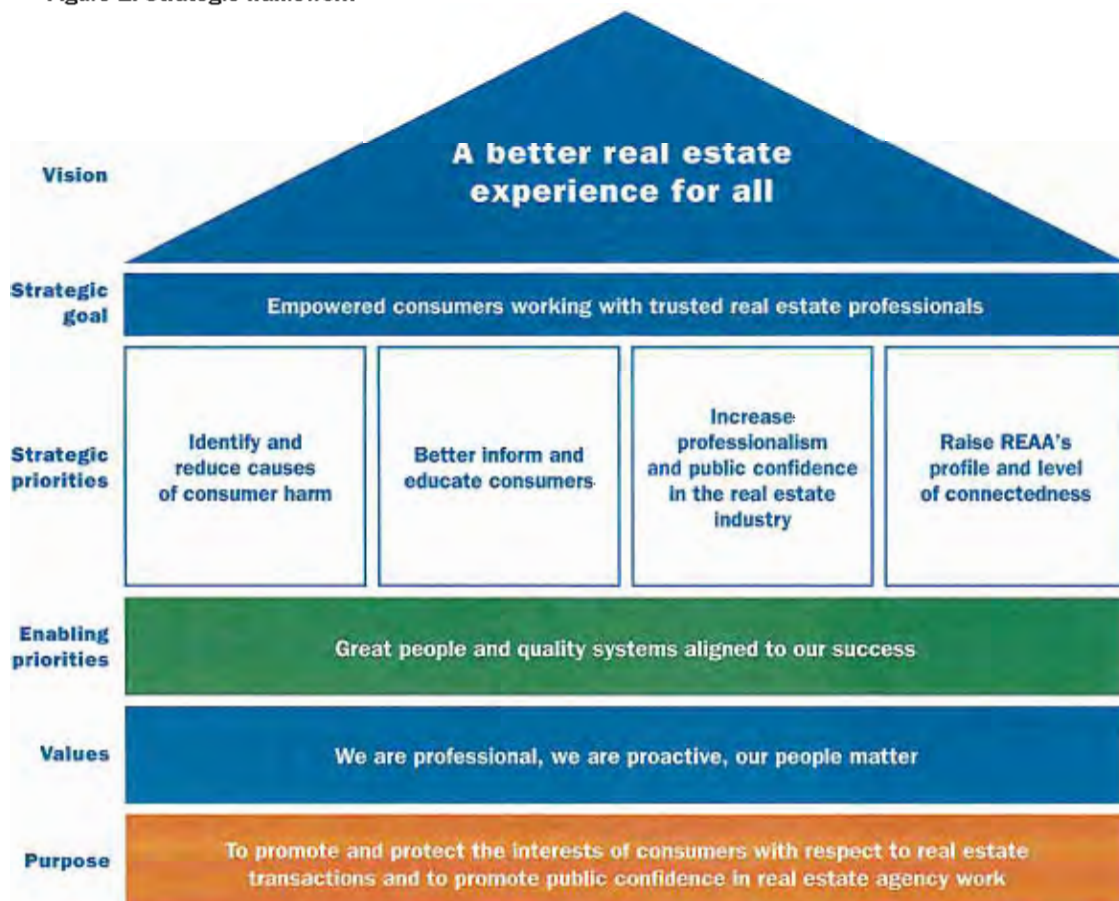 A better real estate
experience for all
Vision
Strategic
goal
Empowered consumers working with trusted real estate professionals
Strategic
priorities
Identify and
reduce causes
of consumer harm
Better inform and
educate consumers
Increase
professionalism
and public confidence
in the real estate
industry
Raise REAA's
profile and level
of connectedness
Enabling
priorities
Great people and quality systems aligned to our success
Values
We are professional, we are proactive, our people matter
Purpose
To promote and protect the interests of consumers with respect to real estate
transactions and to promote public confidence in real estate agency work